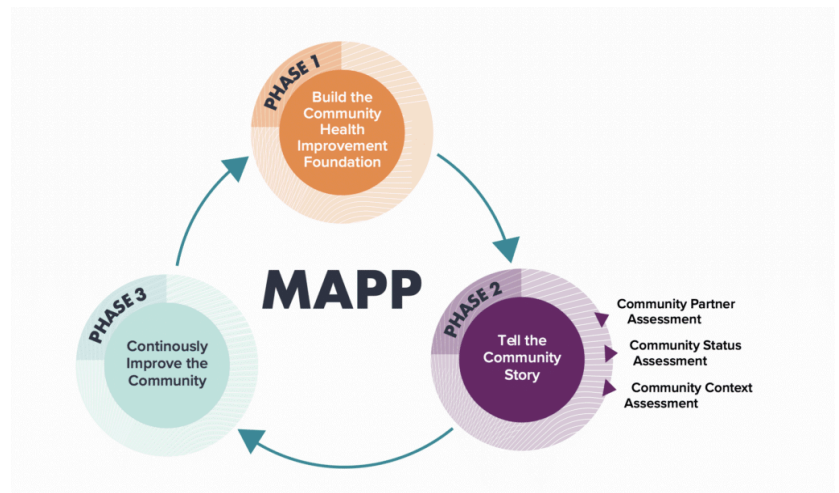 PHASE 1
Build the
Community
Health
Improvement
Foundation
MAPP
PHASE 2
Tell the
Community
Story
Community Partner
Assessment
Community Status
Assessment
Community Context
Assessment
PHASE 3
Continously
Improve the
Community